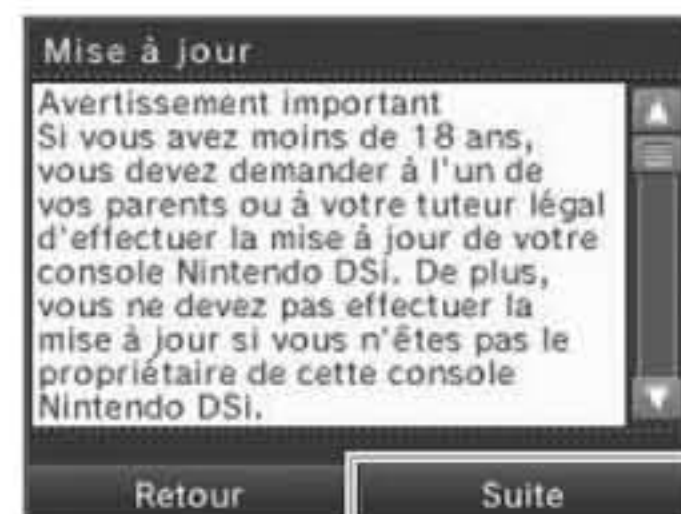 Mise à jour
Avertissement important
Si vous avez moins de 18 ans,
vous devez demander à l'un de
vos parents ou à votre tuteur légal
d'effectuer la mise à jour de votre
console Nintendo DSi. De plus,
vous ne devez pas effectuer la
mise à jour si vous n'êtes pas le
propriétaire de cette console
Nintendo DSi.
Retour
Suite